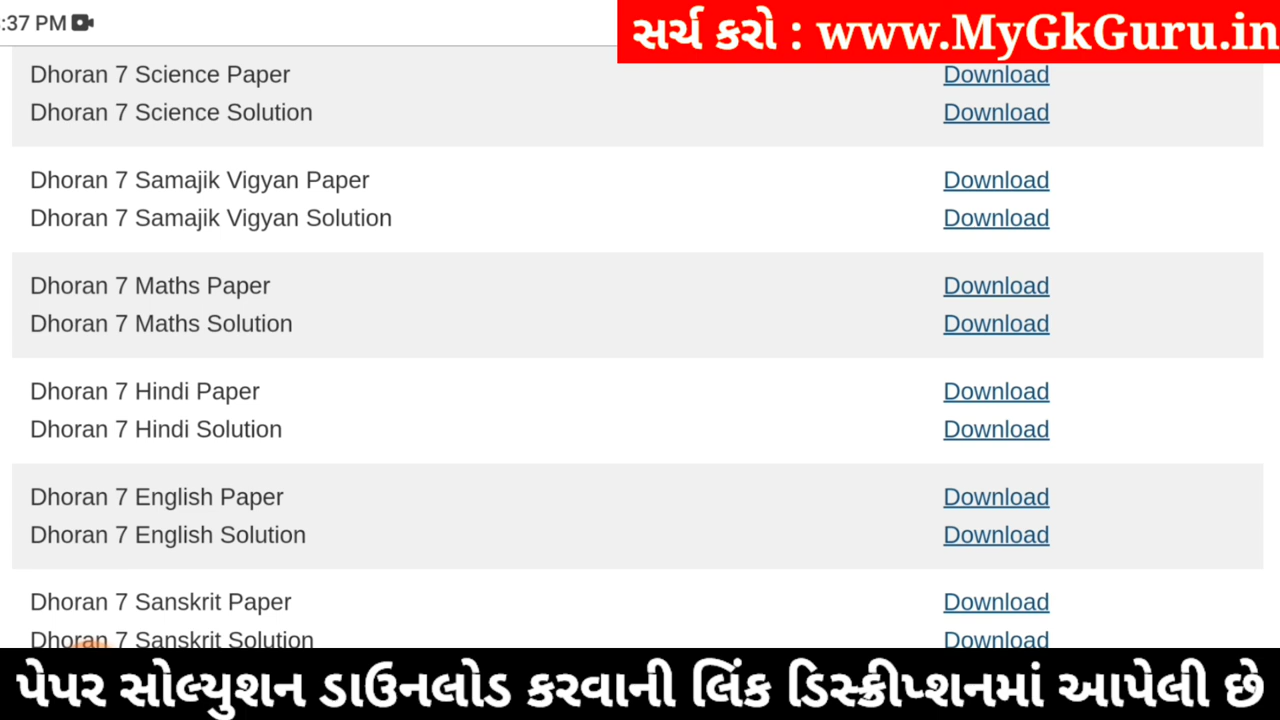 :37 PM
સર્ચ કરો : www.MyGkGuru.in
Dhoran 7 Science Paper Download
Dhoran 7 Science Solution Download
Dhoran 7 Samajik Vigyan Paper Download
Dhoran 7 Samajik Vigyan Solution Download
Dhoran 7 Maths Paper Download
Dhoran 7 Maths Solution Download
Dhoran 7 Hindi Paper Download
Dhoran 7 Hindi Solution Download
Dhoran 7 English Paper Download
Dhoran 7 English Solution Download
Dhoran 7 Sanskrit Paper Download
Dhoran 7 Sanskrit Solution Download
પેપર સોલ્યુશન ડાઉનલોડ કરવાની લિંક ડિસ્ક્રીપ્શનમાં આપેલી છે